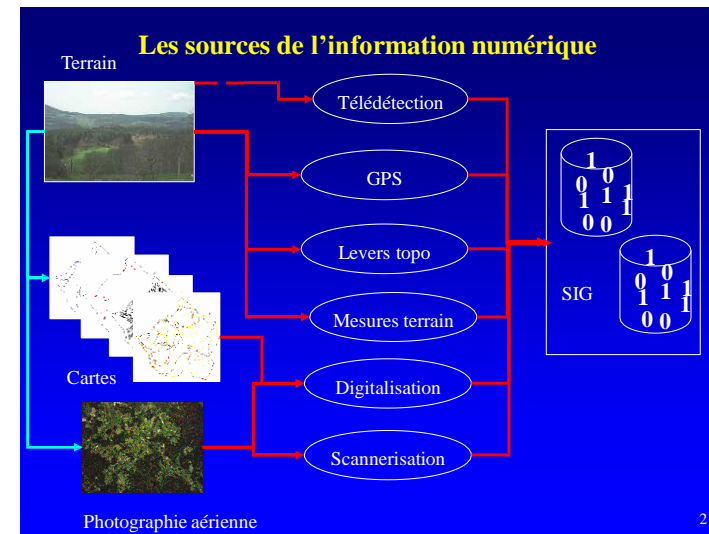 Les sources de l’information numérique
Terrain
Télédétection
GPS
Levers topo
Mesures terrain
Digitalisation
Scannerisation
Cartes
Photographie aérienne
1
0 0
1 1 1
1
0 0
SIG
1
0 0
1 1 1
1
0 0
2